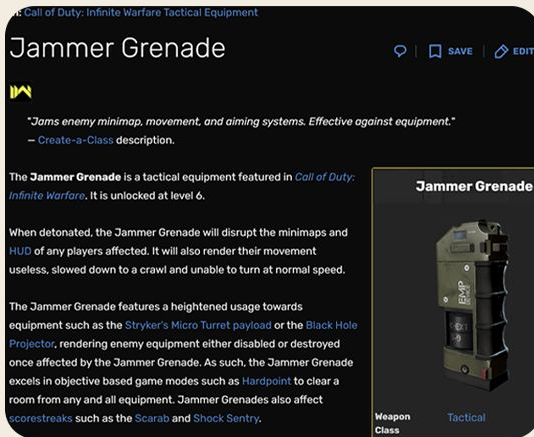 Call of Duty: Infinite Warfare Tactical Equipment
Jammer Grenade
SAVE
EDIT
"Jams enemy minimap, movement, and aiming systems. Effective against equipment."
— Create-a-Class description.
The Jammer Grenade is a tactical equipment featured in Call of Duty:
Infinite Warfare. It is unlocked at level 6.
When detonated, the Jammer Grenade will disrupt the minimaps and
HUD of any players affected. It will also render their movement
useless, slowed down to a crawl and unable to turn at normal speed.
The Jammer Grenade features a heightened usage towards
equipment such as the Stryker's Micro Turret payload or the Black Hole
Projector, rendering enemy equipment either disabled or destroyed
once affected by the Jammer Grenade. As such, the Jammer Grenade
excels in objective based game modes such as Hardpoint to clear a
room from any and all equipment. Jammer Grenades also affect
scorestreaks such as the Scarab and Shock Sentry.
Jammer Grenade
EMP
Weapon
Class
Tactical